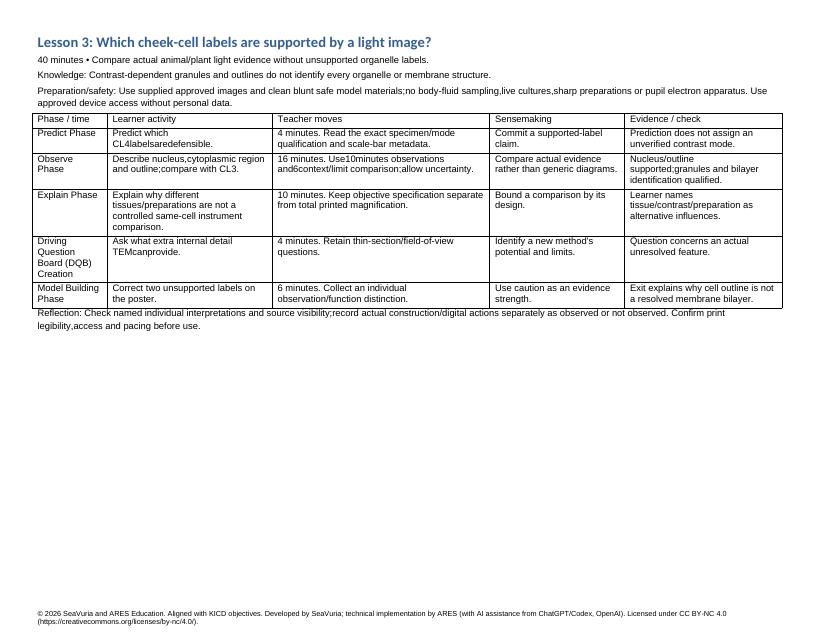 Lesson 3: Which cheek-cell labels are supported by a light image?
40 minutes • Compare actual animal/plant light evidence without unsupported organelle labels.
Knowledge: Contrast-dependent granules and outlines do not identify every organelle or membrane structure.
Preparation/safety: Use supplied approved images and clean blunt safe model materials;no body-fluid sampling,live cultures,sharp preparations or pupil electron apparatus. Use
approved device access without personal data.
Phase / time
Learner activity
Teacher moves
Sensemaking
Evidence / check
Predict Phase
Predict which
CL4labelsaredefensible.
4 minutes. Read the exact specimen/mode
qualification and scale-bar metadata.
Commit a supported-label
claim.
Prediction does not assign an
unverified contrast mode.
Observe
Phase
Describe nucleus,cytoplasmic region
and outline;compare with CL3.
16 minutes. Use10minutes observations
and6context/limit comparison;allow uncertainty.
Compare actual evidence
rather than generic diagrams.
Nucleus/outline
supported;granules and bilayer
identification qualified.
Explain Phase
Explain why different
tissues/preparations are not a
controlled same-cell instrument
comparison.
10 minutes. Keep objective specification separate
from total printed magnification.
Bound a comparison by its
design.
Learner names
tissue/contrast/preparation as
alternative influences.
Driving
Question
Board (DQB)
Creation
Ask what extra internal detail
TEMcanprovide.
4 minutes. Retain thin-section/field-of-view
questions.
Identify a new method's
potential and limits.
Question concerns an actual
unresolved feature.
Model Building
Phase
Correct two unsupported labels on
the poster.
6 minutes. Collect an individual
observation/function distinction.
Use caution as an evidence
strength.
Exit explains why cell outline is not
a resolved membrane bilayer.
Reflection: Check named individual interpretations and source visibility;record actual construction/digital actions separately as observed or not observed. Confirm print
legibility,access and pacing before use.
© 2026 SeaVuria and ARES Education. Aligned with KICD objectives. Developed by SeaVuria; technical implementation by ARES (with AI assistance from ChatGPT/Codex, OpenAI). Licensed under CC BY-NC 4.0
(https://creativecommons.org/licenses/by-nc/4.0/).